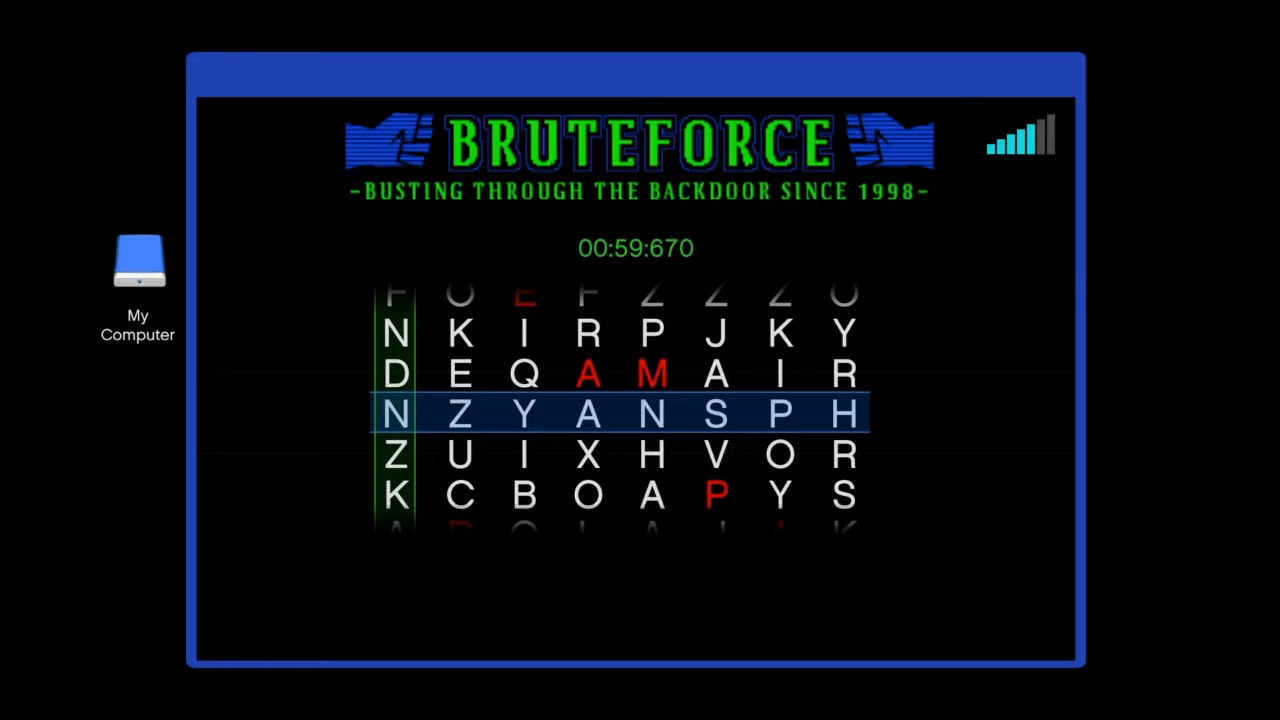 BRUTEFORCE
-BUSTING THROUGH THE BACKDOOR SINCE 1998-
00:59:670
My
Computer
F O E F Z Z Z O
N K I R P J K Y
D E Q A M A I R
N Z Y A N S P H
Z U I X H V O R
K C B O A P Y S